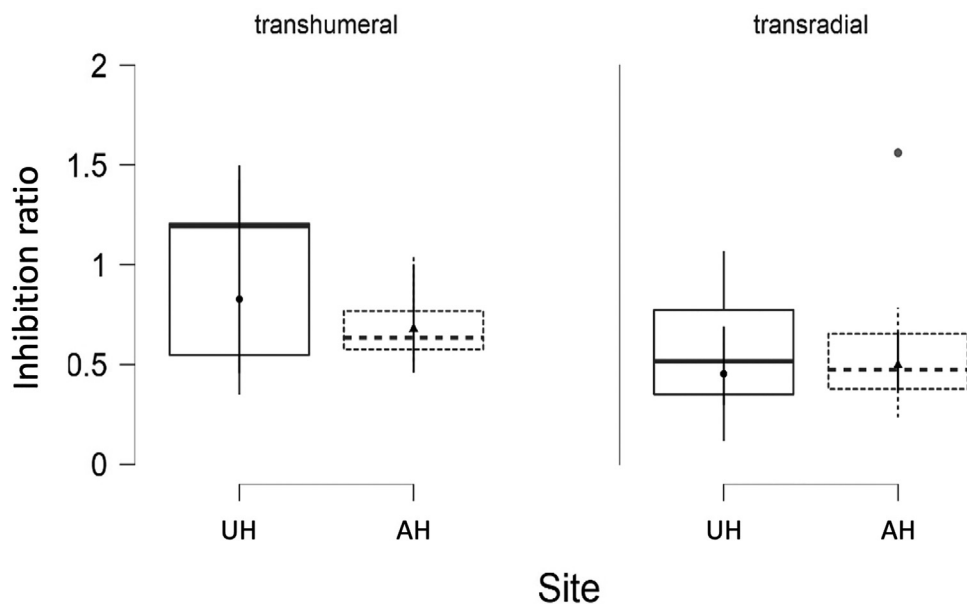 transhumeral
transradial
Inhibition ratio
2
1.5
1
0.5
0
UH
AH
UH
AH
Site